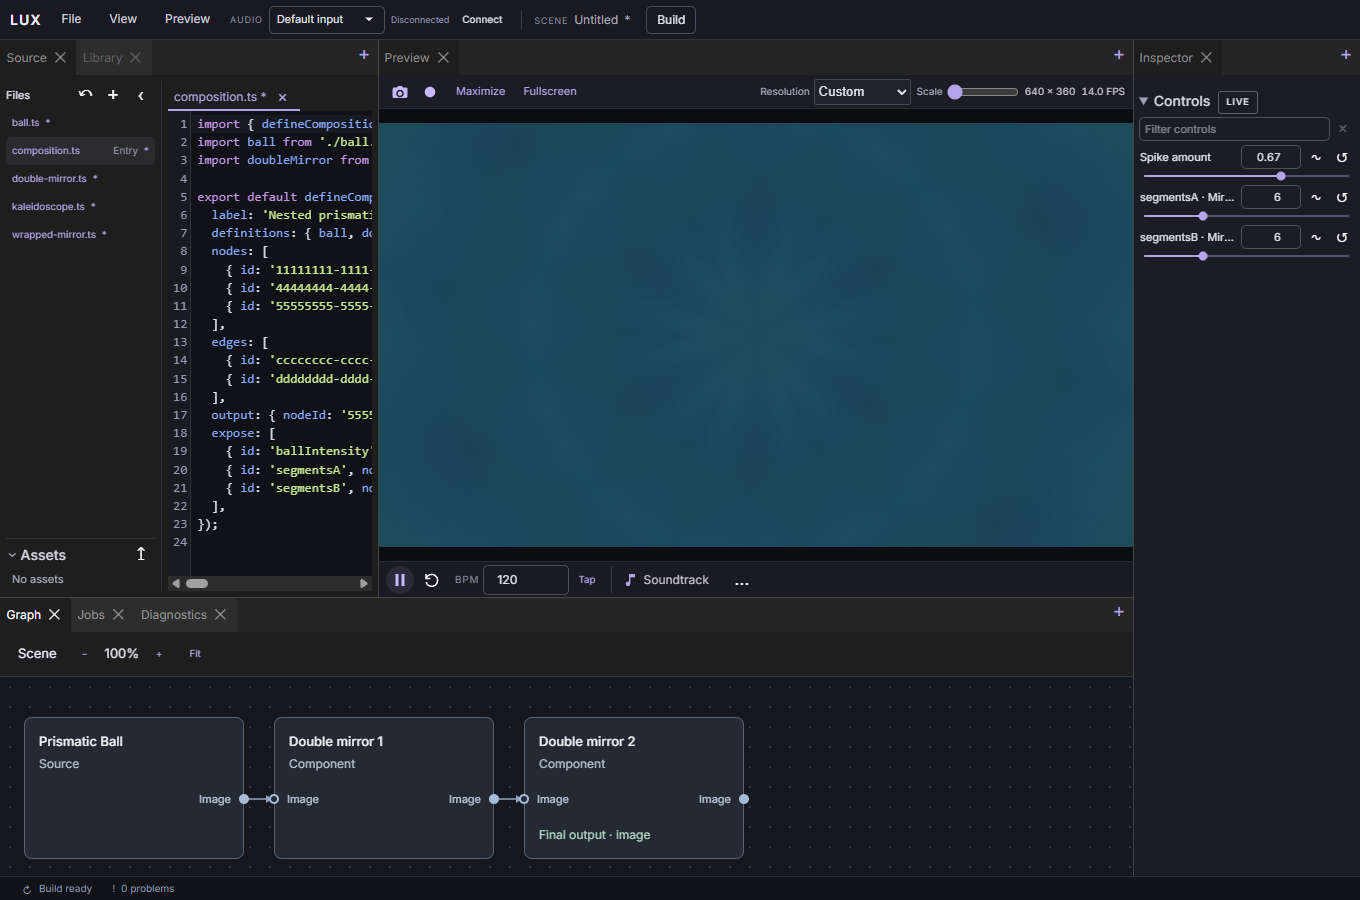 LUX File View Preview AUDIO Default input Disconnected Connect SCENE Untitled * Build
Source Library
Files
ball.ts *
composition.ts Entry *
double-mirror.ts *
kaleidoscope.ts *
wrapped-mirror.ts *
Assets
No assets
composition.ts *
1 import { defineCompositio
2 import ball from './ball.
3 import doubleMirror from
4
5 export default defineComp
6 label: 'Nested prismati
7 definitions: { ball, do
8 nodes: [
9 { id: '11111111-1111-
10 { id: '44444444-4444-
11 { id: '55555555-5555-
12 ],
13 edges: [
14 { id: 'cccccccc-cccc-
15 { id: 'dddddddd-dddd-
16 ],
17 output: { nodeId: '5555
18 expose: [
19 { id: 'ballIntensity'
20 { id: 'segmentsA', no
21 { id: 'segmentsB', no
22 ],
23 });
24
Preview
Maximize Fullscreen Resolution Custom Scale 640 × 360 14.0 FPS
BPM 120 Tap Soundtrack ...
Inspector
Controls LIVE
Filter controls
Spike amount 0.67
segmentsA · Mir... 6
segmentsB · Mir... 6
Graph Jobs Diagnostics
Scene - 100% + Fit
Prismatic Ball
Source
Image
Double mirror 1
Component
Image Image
Double mirror 2
Component
Image Image
Final output · image
Build ready ! 0 problems